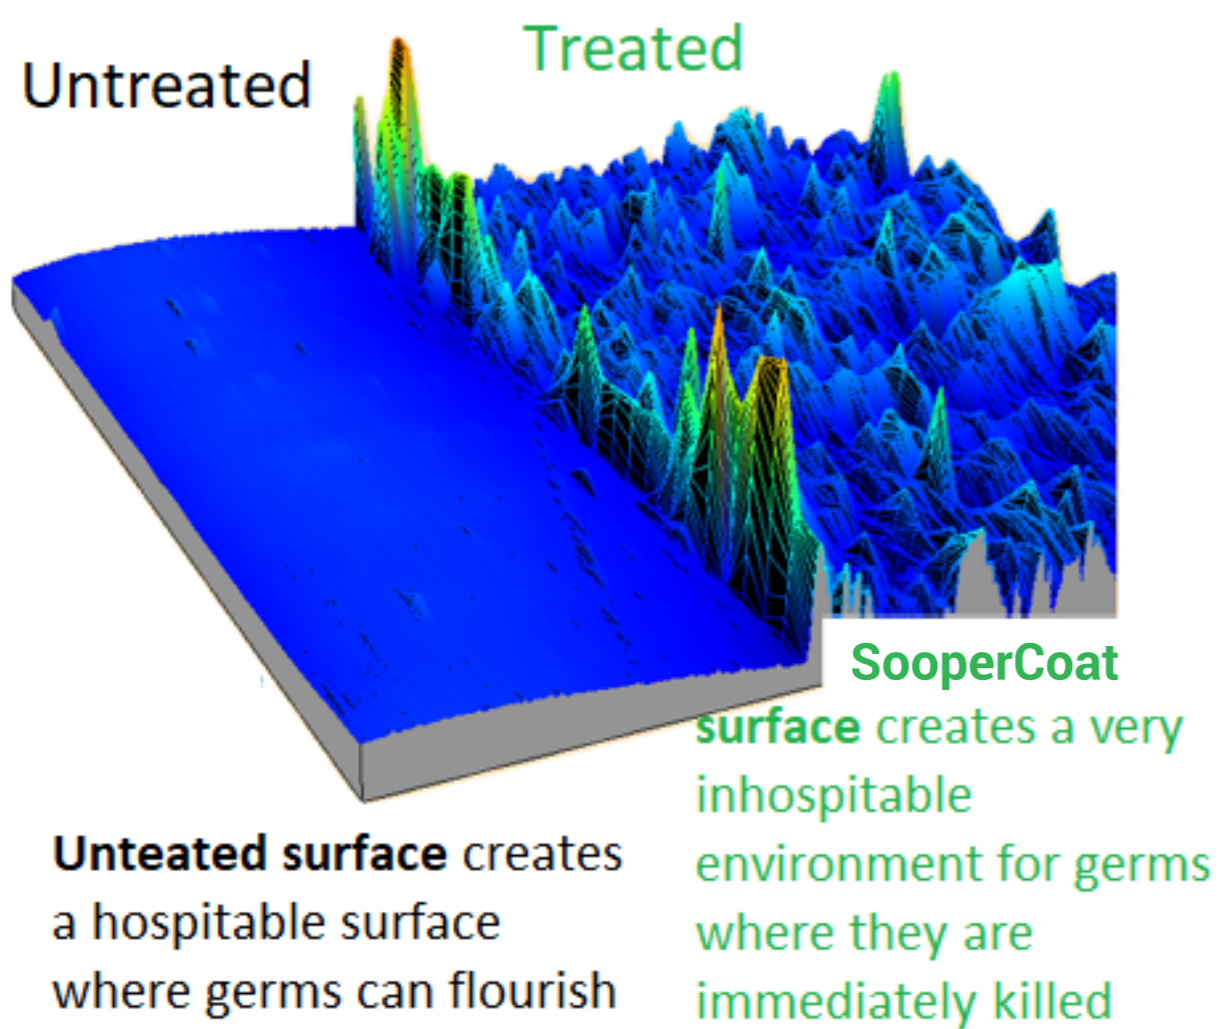 Untreated
Treated
Unteated surface creates
a hospitable surface
where germs can flourish
SooperCoat
surface creates a very
inhospitable
environment for germs
where they are
immediately killed